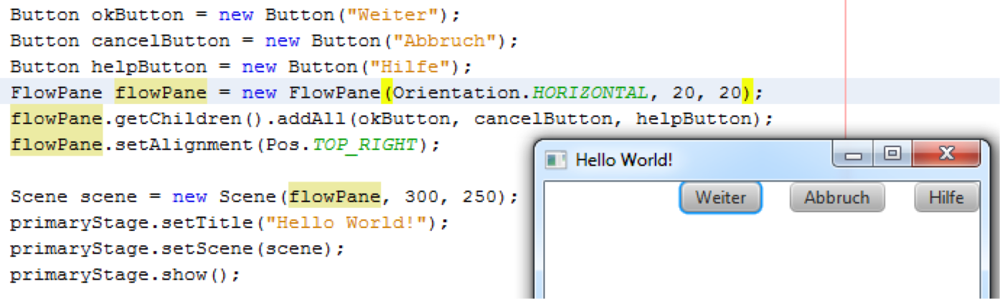 Button okButton = new Button("Weiter");
Button cancelButton = new Button("Abbruch");
Button helpButton = new Button("Hilfe");
FlowPane flowPane = new FlowPane(Orientation.HORIZONTAL, 20, 20);
flowPane.getChildren().addAll(okButton, cancelButton, helpButton);
flowPane.setAlignment(Pos.TOP_RIGHT);
Scene scene = new Scene(flowPane, 300, 250);
primaryStage.setTitle("Hello World!");
primaryStage.setScene(scene);
primaryStage.show();
Hello World!
Weiter Abbruch Hilfe